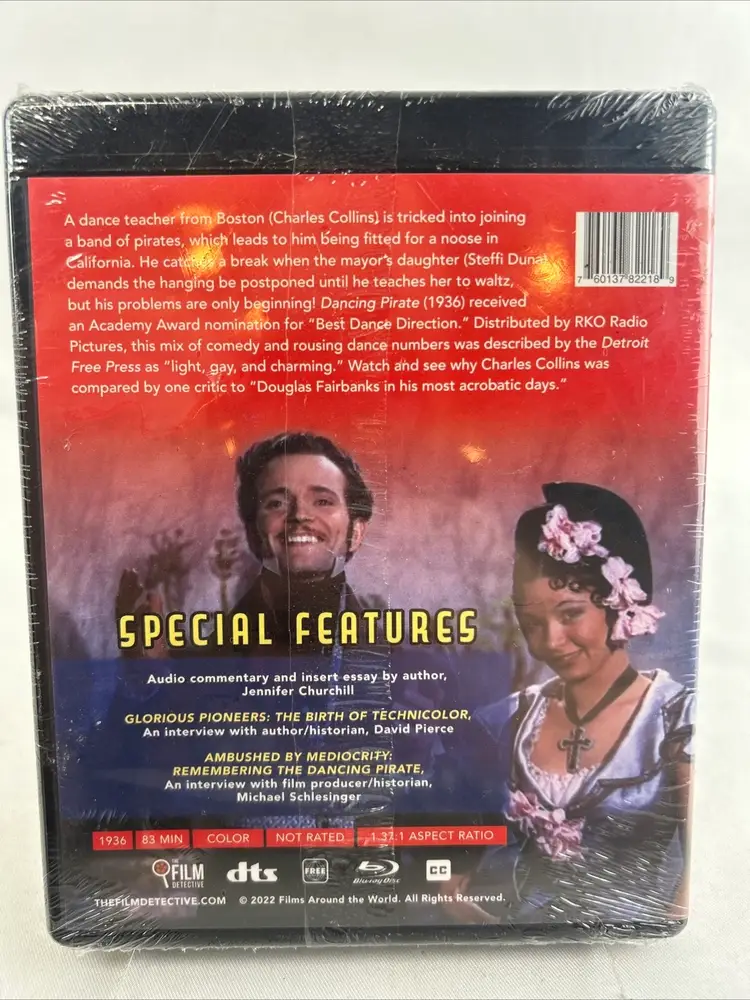 A dance teacher from Boston (Charles Collins) is tricked into joining
a band of pirates, which leads to him being fitted for a noose in
California. He catches a break when the mayor's daughter (Steffi Duna)
demands the hanging be postponed until he teaches her to waltz,
but his problems are only beginning! Dancing Pirate (1936) received
an Academy Award nomination for "Best Dance Direction." Distributed by RKO Radio
Pictures, this mix of comedy and rousing dance numbers was described by the Detroit
Free Press as "light, gay, and charming." Watch and see why Charles Collins was
compared by one critic to "Douglas Fairbanks in his most acrobatic days."
7 60137 82218 9
SPECIAL FEATURES
Audio commentary and insert essay by author,
Jennifer Churchill
GLORIOUS PIONEERS: THE BIRTH OF TECHNICOLOR,
An interview with author/historian, David Pierce
AMBUSHED BY MEDIOCRITY:
REMEMBERING THE DANCING PIRATE,
An interview with film producer/historian,
Michael Schlesinger
1936 83 MIN COLOR NOT RATED 1.37:1 ASPECT RATIO
THE FILM DETECTIVE dts FREE Blu-ray Disc CC
THEFILMDETECTIVE.COM © 2022 Films Around the World. All Rights Reserved.